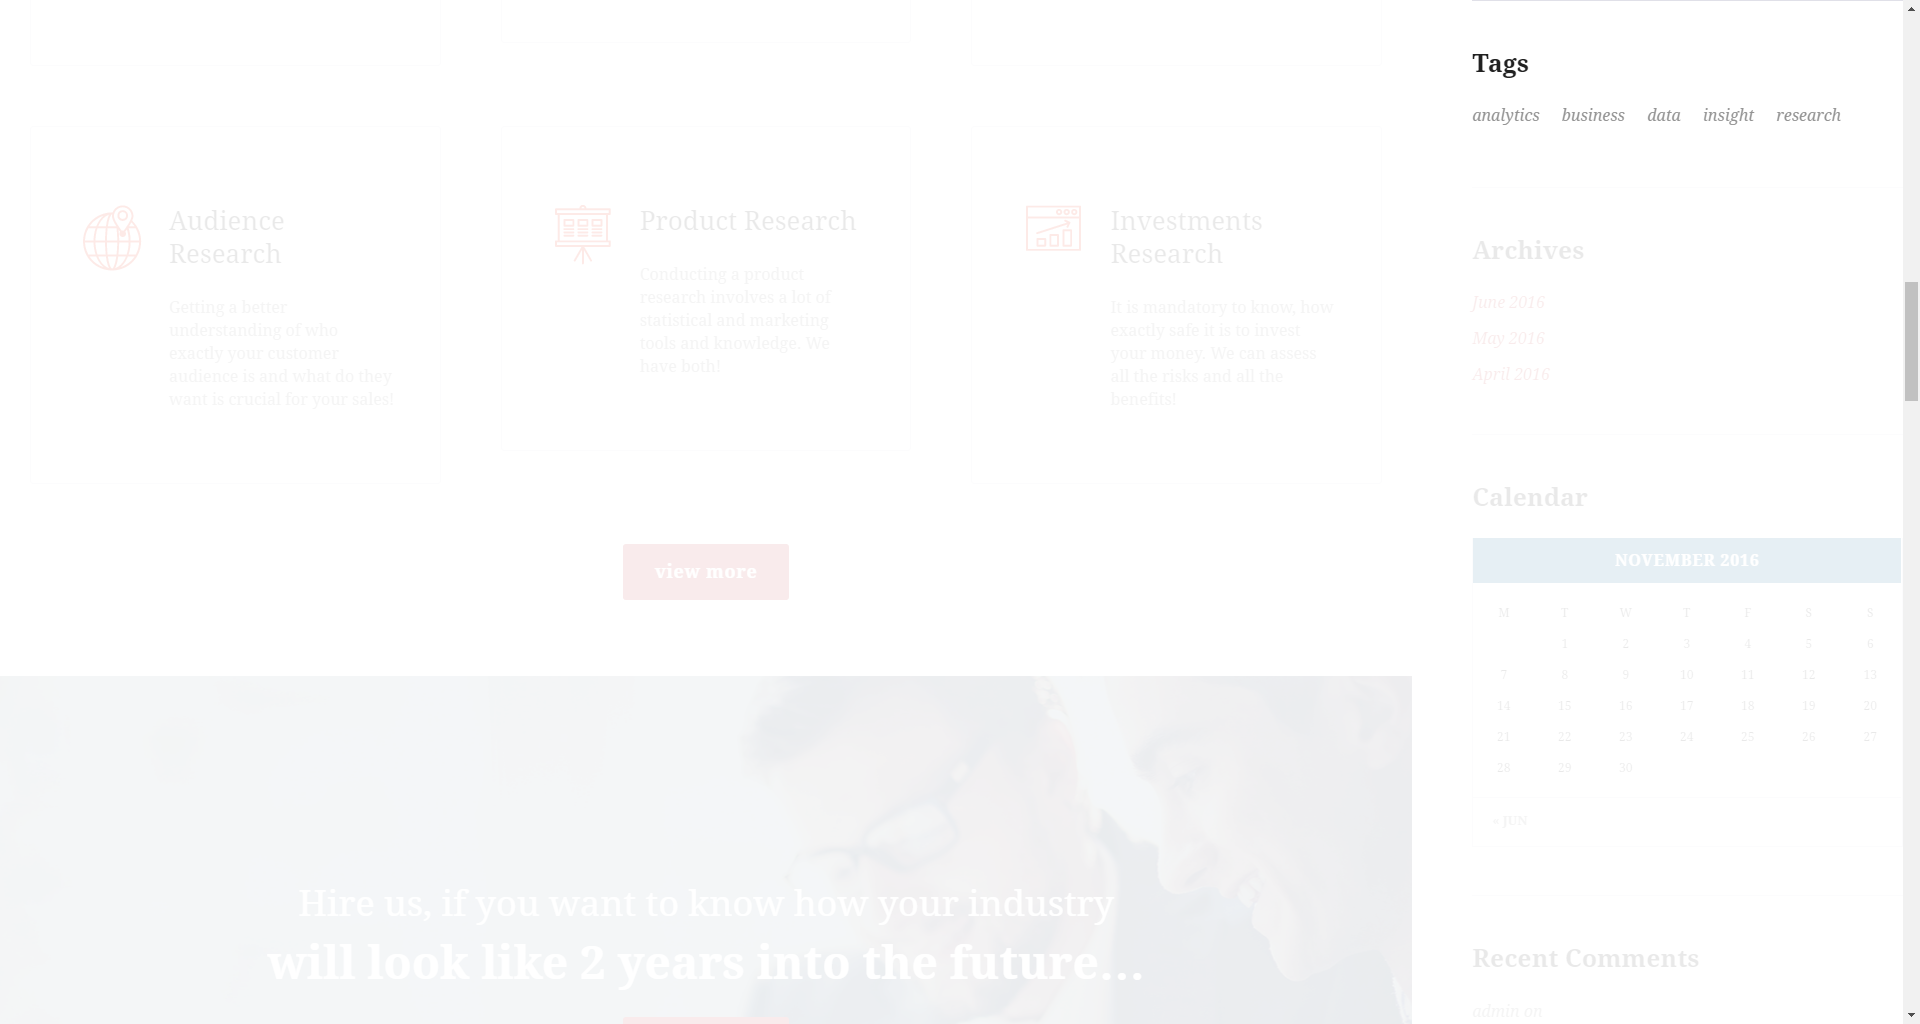 Audience
Research
Getting a better
understanding of who
exactly your customer
audience is and what do they
want is crucial for your sales!
Product Research
Conducting a product
research involves a lot of
statistical and marketing
tools and knowledge. We
have both!
Investments
Research
It is mandatory to know, how
exactly safe it is to invest
your money. We can assess
all the risks and all the
benefits!
view more
Hire us, if you want to know how your industry
will look like 2 years into the future...
Tags
analytics business data insight research
Archives
June 2016
May 2016
April 2016
Calendar
NOVEMBER 2016
M T W T F S S
1 2 3 4 5 6
7 8 9 10 11 12 13
14 15 16 17 18 19 20
21 22 23 24 25 26 27
28 29 30
« JUN
Recent Comments
admin on